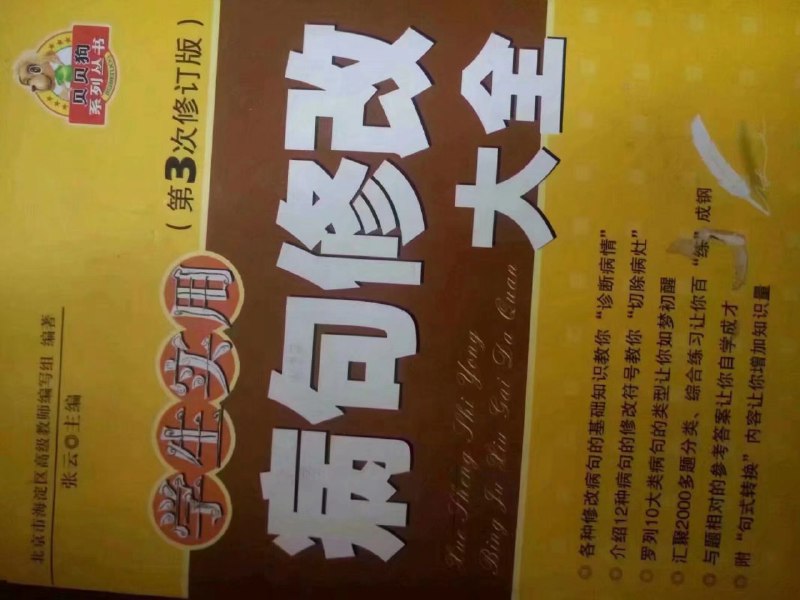 北京市海淀区高级教师编写组 编著
张云◎主编
贝贝狗
系列丛书
学生实用
(第3次修订版)
病句修改
大全
Xue Sheng Shi Yong
Bing Ju Xiu Gai Da Quan
◎ 各种修改病句的基础知识教你“诊断病情”
◎ 介绍12种病句的修改符号教你“切除病灶”
◎ 罗列10大类病句的类型让你如梦初醒
◎ 汇聚2000多题分类、综合练习让你百“练”成钢
◎ 与题相对的参考答案让你自学成才
◎ 附“句式转换”内容让你增加知识量